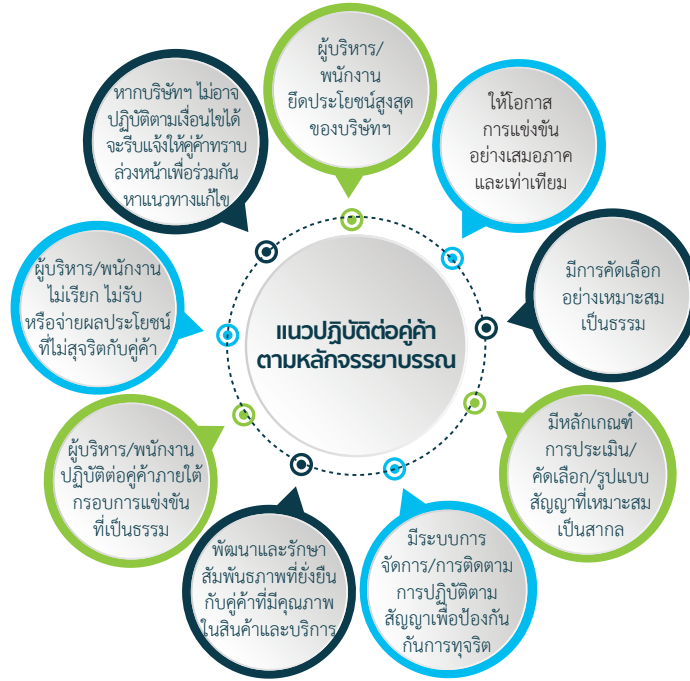 ผู้บริหาร/
พนักงาน
ยึดประโยชน์สูงสุด
ของบริษัทฯ
ให้โอกาส
การแข่งขัน
อย่างเสมอภาค
และเท่าเทียม
มีการคัดเลือก
อย่างเหมาะสม
เป็นธรรม
มีหลักเกณฑ์
การประเมิน/
คัดเลือก/รูปแบบ
สัญญาที่เหมาะสม
เป็นสากล
มีระบบการ
จัดการ/การติดตาม
การปฏิบัติตาม
สัญญาเพื่อป้องกัน
กันการทุจริต
พัฒนาและรักษา
สัมพันธภาพที่ยั่งยืน
กับคู่ค้าที่มีคุณภาพ
ในสินค้าและบริการ
ผู้บริหาร/พนักงาน
ปฏิบัติต่อคู่ค้าภายใต้
กรอบการแข่งขัน
ที่เป็นธรรม
ผู้บริหาร/พนักงาน
ไม่เรียก ไม่รับ
หรือจ่ายผลประโยชน์
ที่ไม่สุจริตกับคู่ค้า
หากบริษัทฯ ไม่อาจ
ปฏิบัติตามเงื่อนไขได้
จะรีบแจ้งให้คู่ค้าทราบ
ล่วงหน้าเพื่อร่วมกัน
หาแนวทางแก้ไข
แนวปฏิบัติต่อคู่ค้า
ตามหลักจรรยาบรรณ